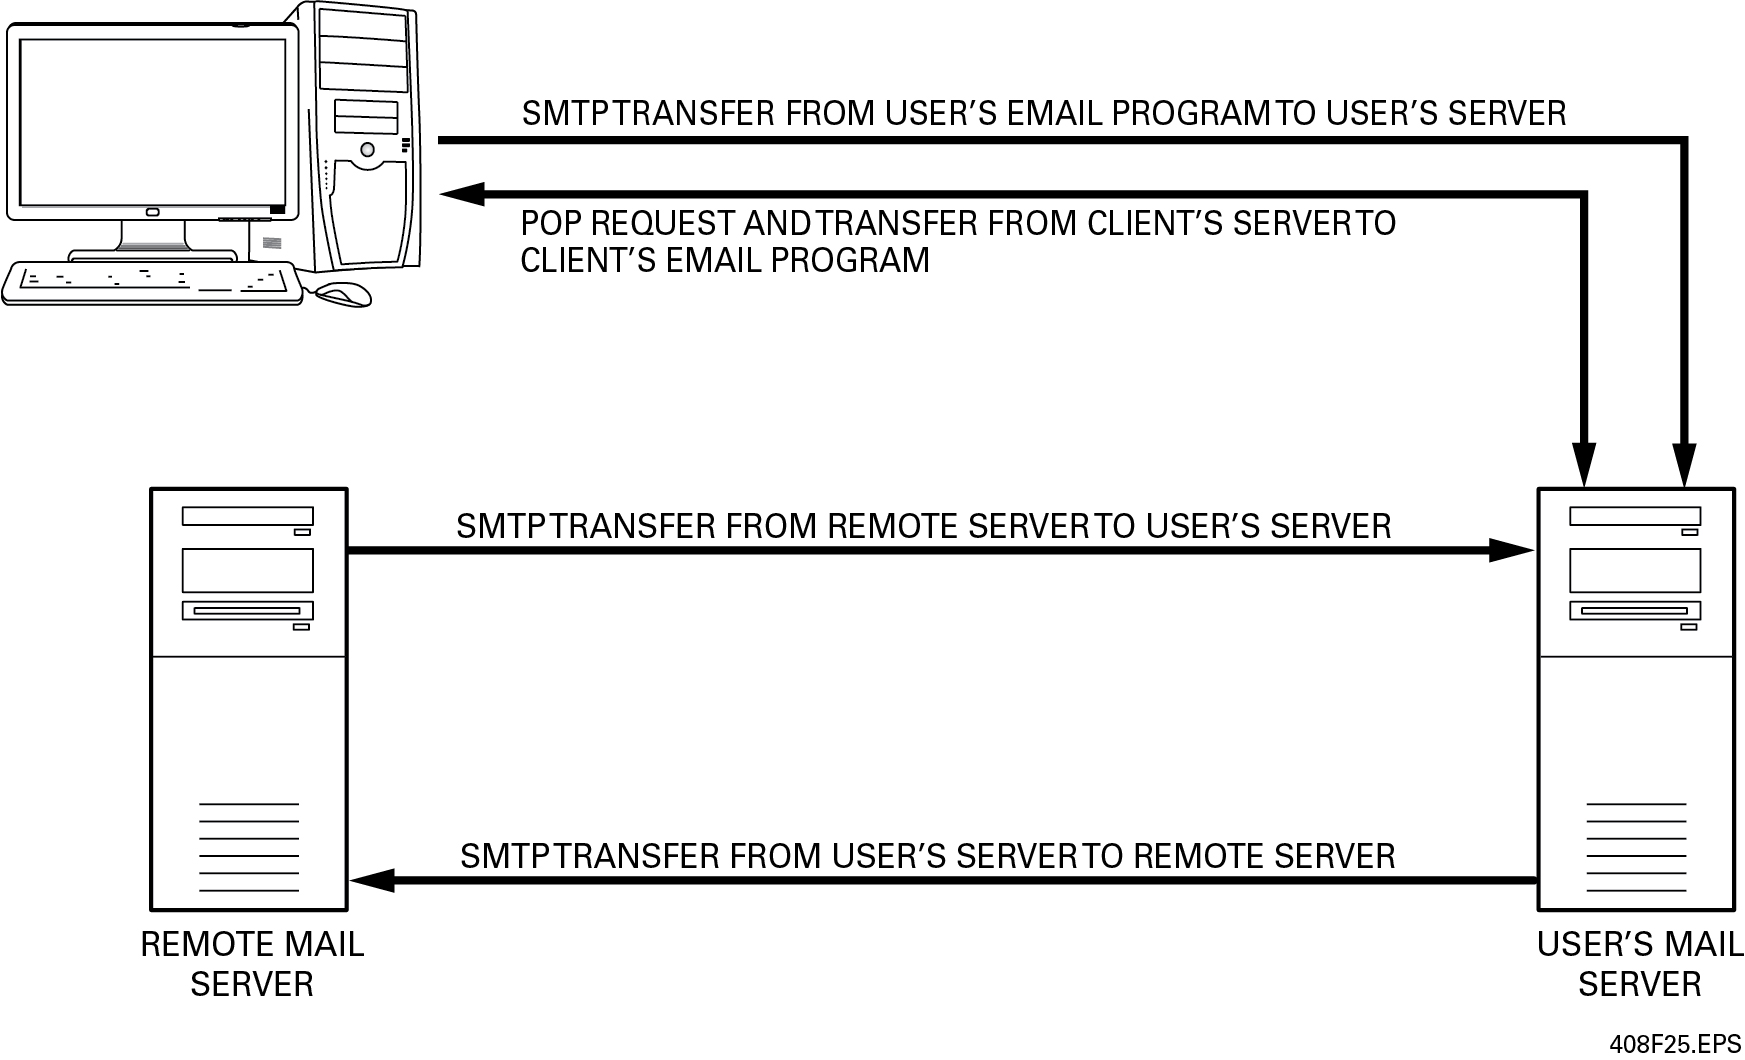 SMTP TRANSFER FROM USER’S EMAIL PROGRAM TO USER’S SERVER
POP REQUEST AND TRANSFER FROM CLIENT’S SERVER TO
CLIENT’S EMAIL PROGRAM
SMTP TRANSFER FROM REMOTE SERVER TO USER’S SERVER
SMTP TRANSFER FROM USER’S SERVER TO REMOTE SERVER
REMOTE MAIL
SERVER
USER’S MAIL
SERVER
408F25.EPS